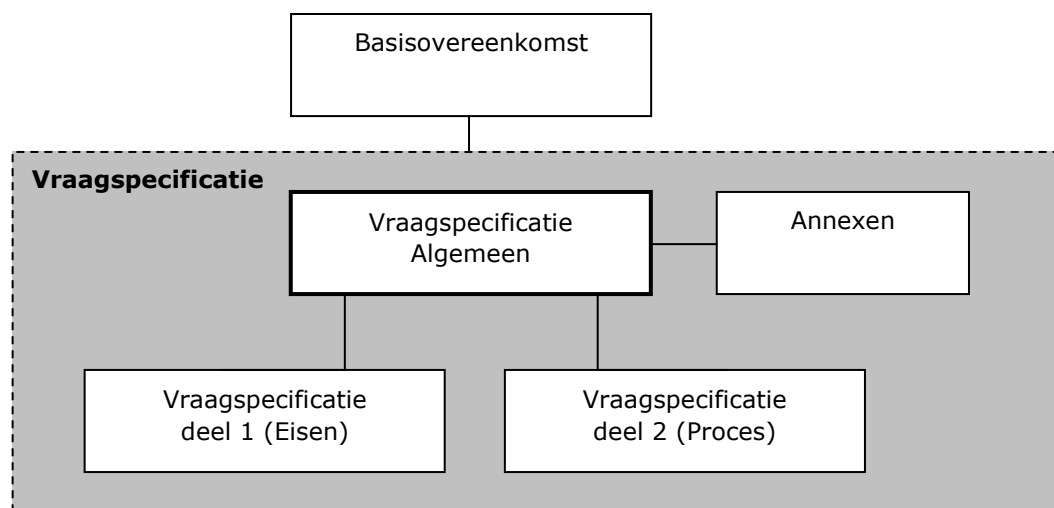 Basisovereenkomst
Vraagspecificatie
Vraagspecificatie
Algemeen
Annexen
Vraagspecificatie
deel 1 (Eisen)
Vraagspecificatie
deel 2 (Proces)